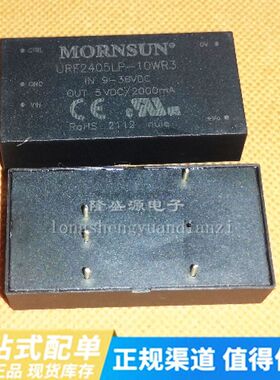 CTRL
MORNSUN®
0V
URF2405LP-10WR3
GND
IN 9-36VDC
OUT 5VDC/2000mA
VIN
CE
RoHS 2112
隆盛源电子
longshengyuandianzi
站式配单
正规渠道 值得信